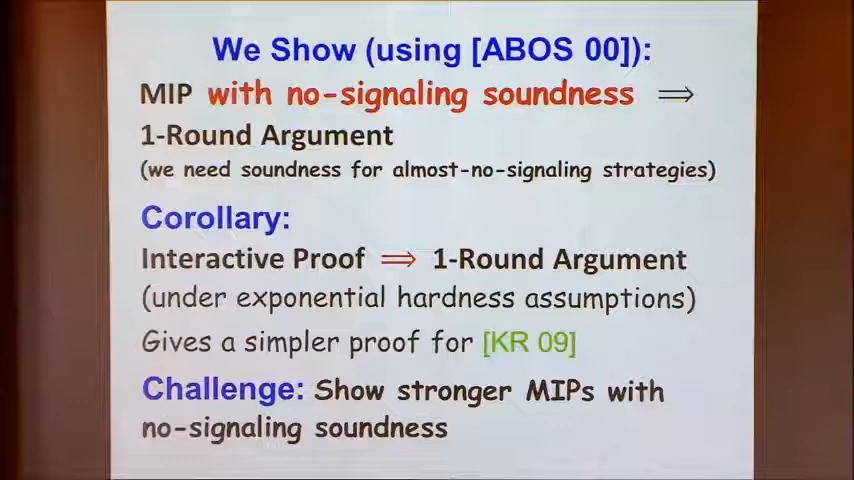 We Show (using [ABOS 00]):
MIP with no-signaling soundness ⟹
1-Round Argument
(we need soundness for almost-no-signaling strategies)
Corollary:
Interactive Proof ⟹ 1-Round Argument
(under exponential hardness assumptions)
Gives a simpler proof for [KR 09]
Challenge: Show stronger MIPs with
no-signaling soundness